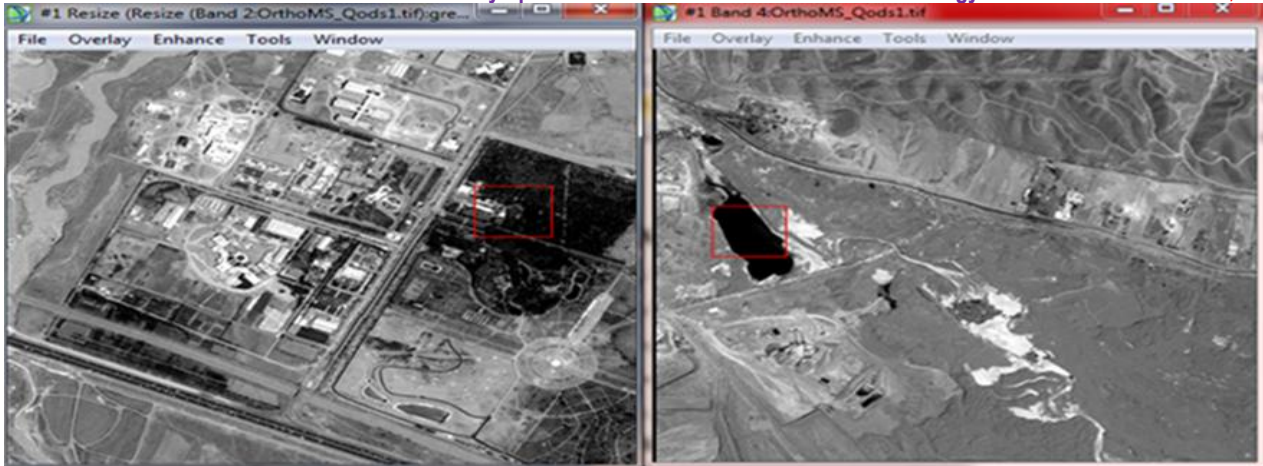 #1 Resize (Resize (Band 2:OrthoMS_Qods1.tif):gre...
File Overlay Enhance Tools Window
#1 Band 4:OrthoMS_Qods1.tif
File Overlay Enhance Tools Window